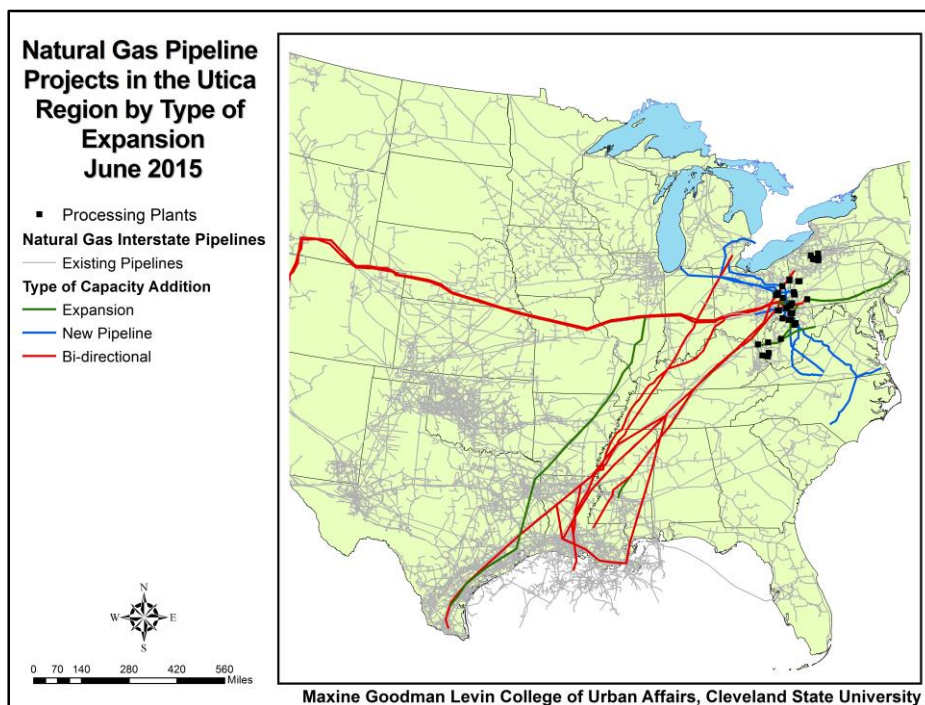 Natural Gas Pipeline
Projects in the Utica
Region by Type of
Expansion
June 2015
Processing Plants
Natural Gas Interstate Pipelines
Existing Pipelines
Type of Capacity Addition
Expansion
New Pipeline
Bi-directional
N
W E
S
0 70 140 280 420 560
Miles
Maxine Goodman Levin College of Urban Affairs, Cleveland State University